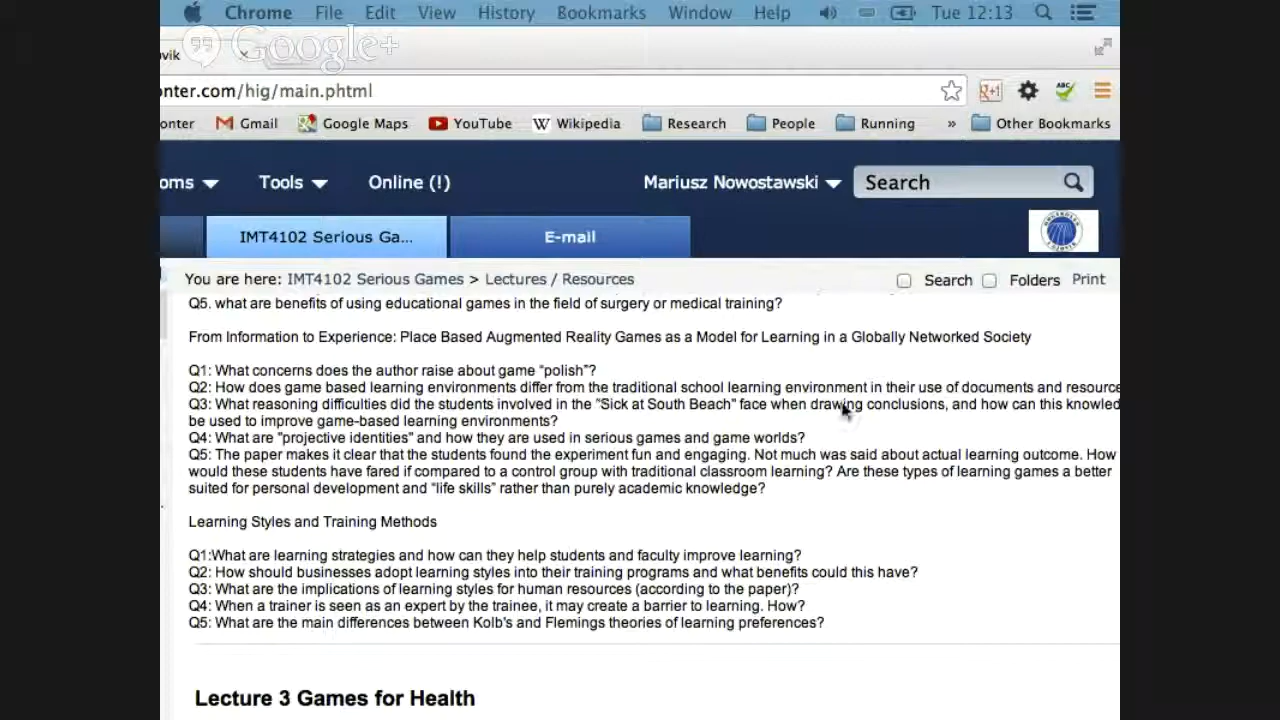 Chrome File Edit View History Bookmarks Window Help Tue 12:13
Google+
wik
nter.com/hig/main.phtml
onter Gmail Google Maps YouTube Wikipedia Research People Running » Other Bookmarks
oms Tools Online (!) Mariusz Nowostawski Search
IMT4102 Serious Ga... E-mail
You are here: IMT4102 Serious Games > Lectures / Resources Search Folders Print
Q5. what are benefits of using educational games in the field of surgery or medical training?
From Information to Experience: Place Based Augmented Reality Games as a Model for Learning in a Globally Networked Society
Q1: What concerns does the author raise about game "polish"?
Q2: How does game based learning environments differ from the traditional school learning environment in their use of documents and resource
Q3: What reasoning difficulties did the students involved in the "Sick at South Beach" face when drawing conclusions, and how can this knowled
be used to improve game-based learning environments?
Q4: What are "projective identities" and how they are used in serious games and game worlds?
Q5: The paper makes it clear that the students found the experiment fun and engaging. Not much was said about actual learning outcome. How
would these students have fared if compared to a control group with traditional classroom learning? Are these types of learning games a better
suited for personal development and "life skills" rather than purely academic knowledge?
Learning Styles and Training Methods
Q1:What are learning strategies and how can they help students and faculty improve learning?
Q2: How should businesses adopt learning styles into their training programs and what benefits could this have?
Q3: What are the implications of learning styles for human resources (according to the paper)?
Q4: When a trainer is seen as an expert by the trainee, it may create a barrier to learning. How?
Q5: What are the main differences between Kolb's and Flemings theories of learning preferences?
Lecture 3 Games for Health